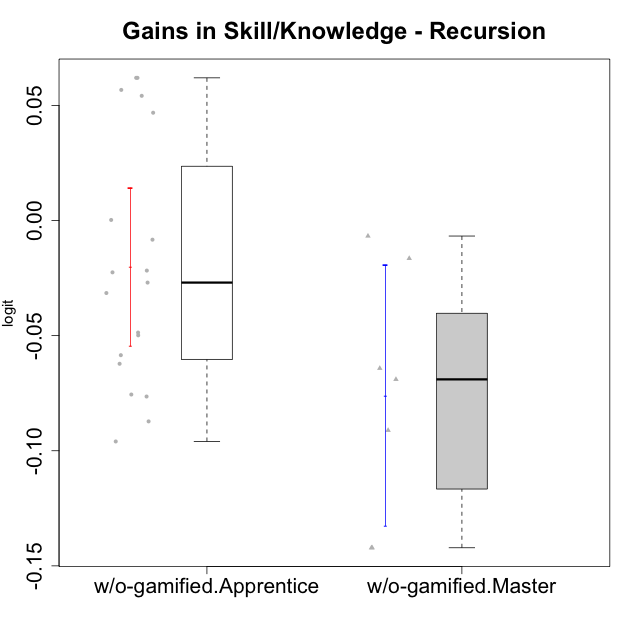 Gains in Skill/Knowledge - Recursion
0.05
0.00
-0.05
-0.10
-0.15
logit
w/o-gamified.Apprentice w/o-gamified.Master